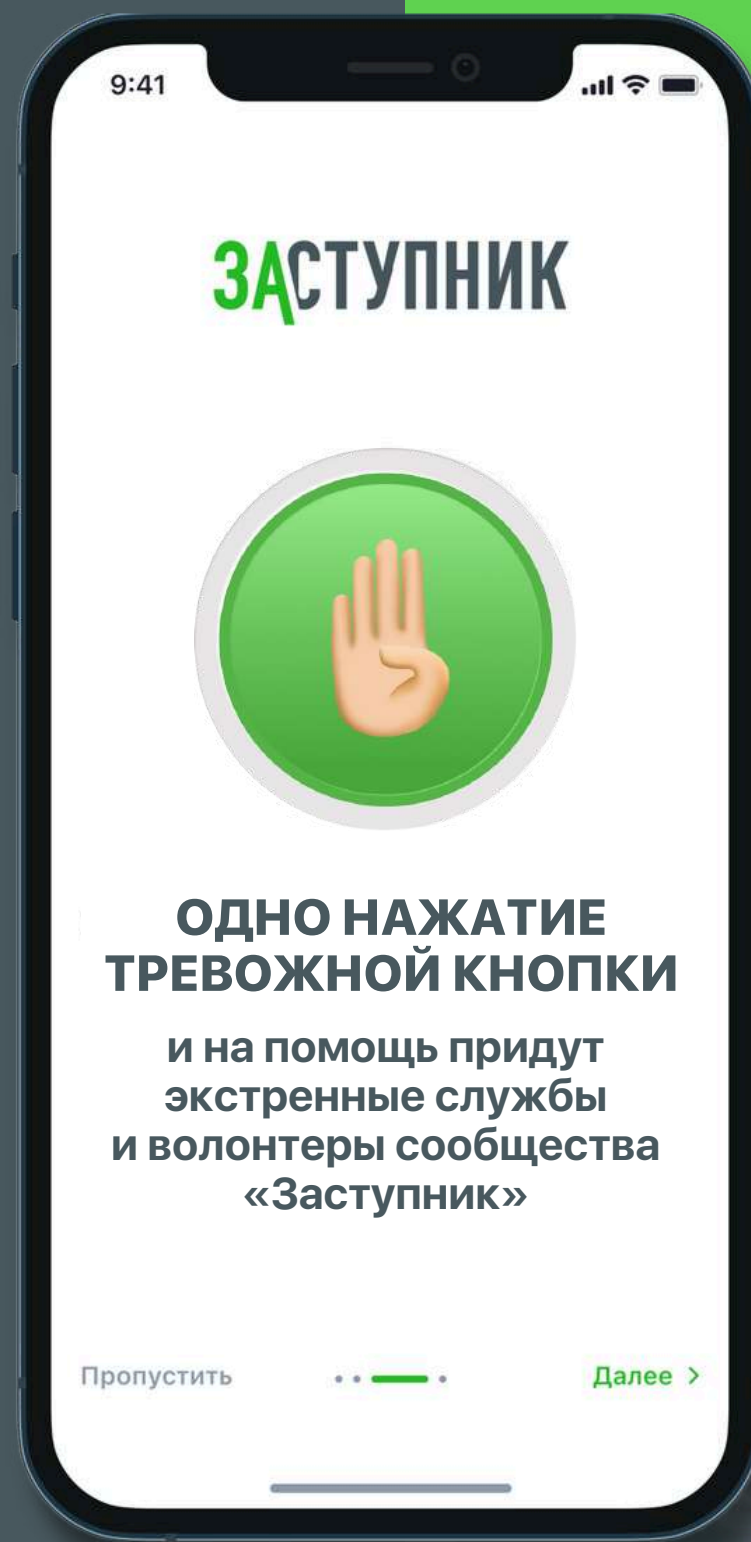 9:41
ЗАСТУПНИК
ОДНО НАЖАТИЕ
ТРЕВОЖНОЙ КНОПКИ
и на помощь придут
экстренные службы
и волонтеры сообщества
«Заступник»
Пропустить
Далее >